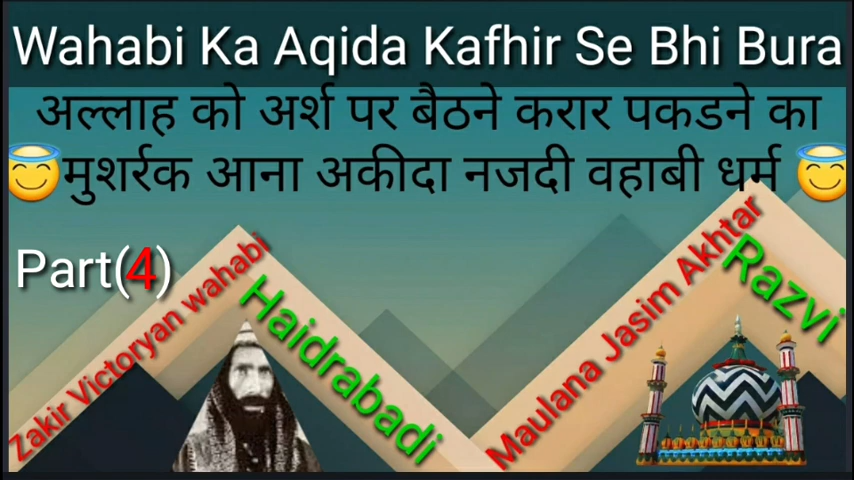 Wahabi Ka Aqida Kafhir Se Bhi Bura
अल्लाह को अर्श पर बैठने करार पकडने का
मुशर्रक आना अकीदा नजदी वहाबी धर्म
Part(4)
Zakir Victoryan wahabi
Haidrabadi
Maulana Jasim Akhtar
Razvi